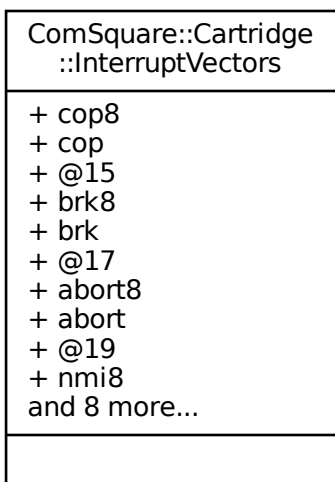 ComSquare::Cartridge
::InterruptVectors
+ cop8
+ cop
+ @15
+ brk8
+ brk
+ @17
+ abort8
+ abort
+ @19
+ nmi8
and 8 more...